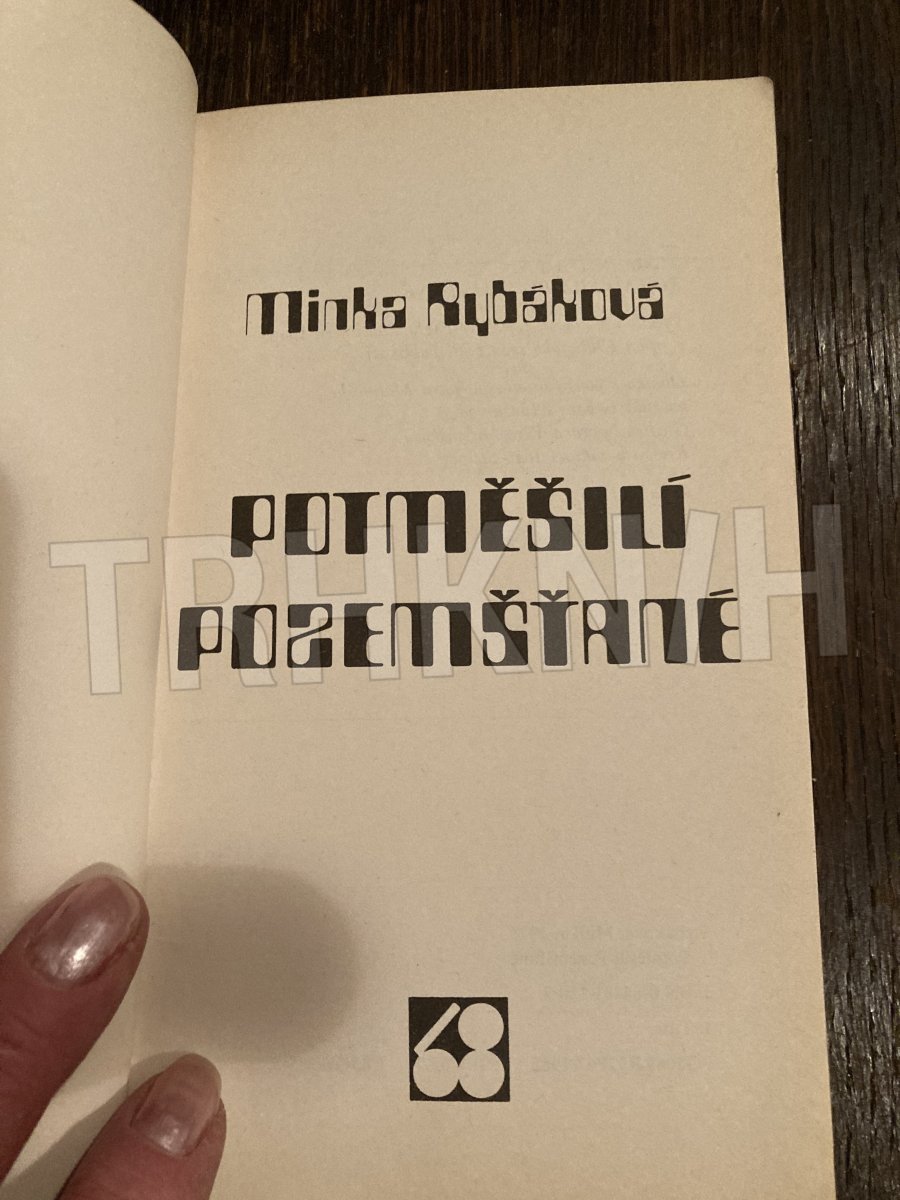 Minka Rybáková
POTMĚŠILÍ
POZEMŠŤANÉ
TRHKNIH
68